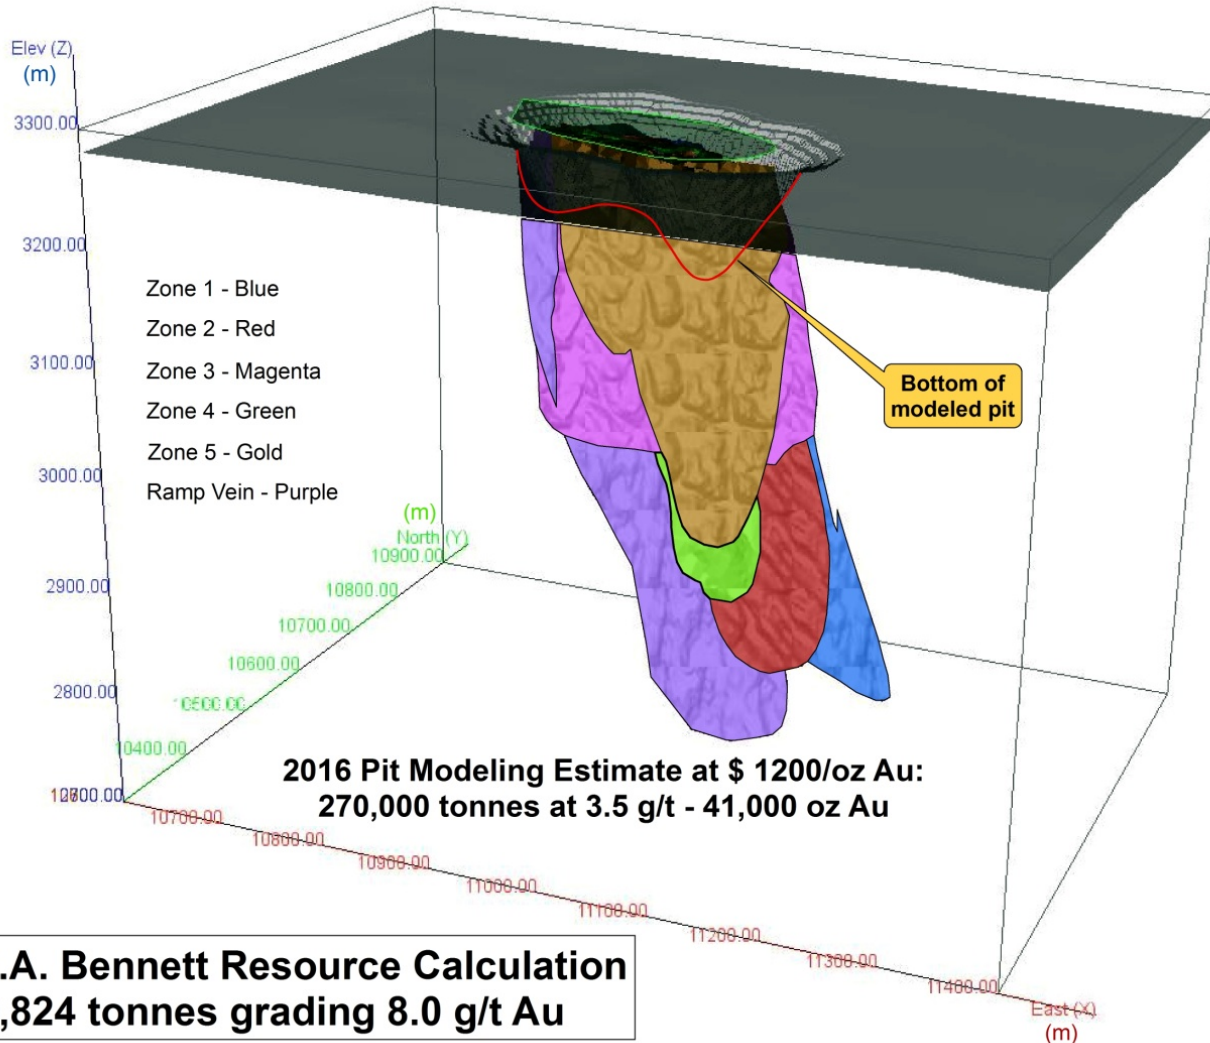 Elev (Z)
(m)
3300.00
3200.00
3100.00
3000.00
2900.00
2800.00
Zone 1 - Blue
Zone 2 - Red
Zone 3 - Magenta
Zone 4 - Green
Zone 5 - Gold
Ramp Vein - Purple
Bottom of
modeled pit
(m)
North (Y)
10900.00
10800.00
10700.00
10600.00
10500.00
10400.00
2016 Pit Modeling Estimate at $ 1200/oz Au:
270,000 tonnes at 3.5 g/t - 41,000 oz Au
10700.00
10800.00
10900.00
11000.00
11100.00
11200.00
11300.00
11400.00
East (X)
(m)
.A. Bennett Resource Calculation
,824 tonnes grading 8.0 g/t Au